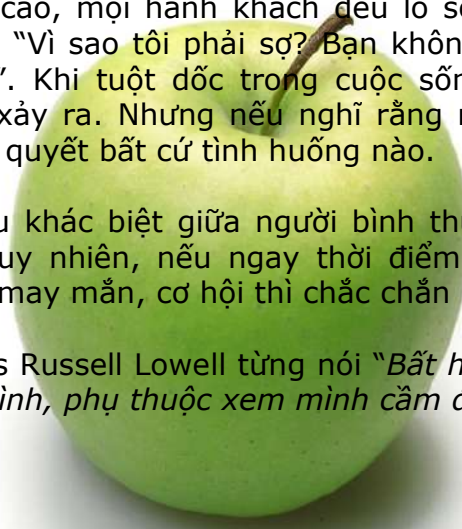 cao, mọi hành khách đều lo
“Vì sao tôi phải sợ? Bạn khôn
”. Khi tuột dốc trong cuộc sốn
xảy ra. Nhưng nếu nghĩ rằng
quyết bất cứ tình huống nào.
u khác biệt giữa người bình
uy nhiên, nếu ngay thời điểm
may mắn, cơ hội thì chắc chắn
s Russell Lowell từng nói “Bất
ình, phụ thuộc xem mình cầm